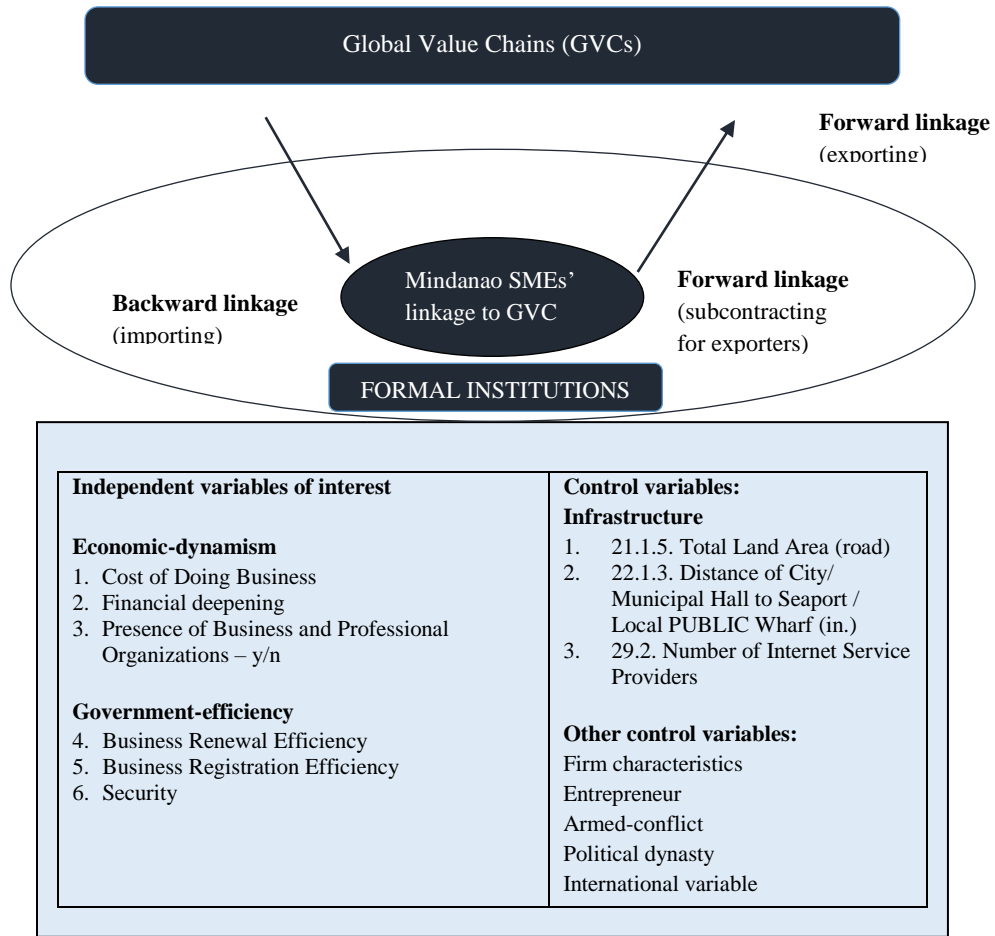 Global Value Chains (GVCs)
Forward linkage
(exporting)
Mindanao SMEs'
linkage to GVC
Backward linkage
(importing)
Forward linkage
(subcontracting
for exporters)
FORMAL INSTITUTIONS
Independent variables of interest
Economic-dynamism
1. Cost of Doing Business
2. Financial deepening
3. Presence of Business and Professional
Organizations – y/n
Government-efficiency
4. Business Renewal Efficiency
5. Business Registration Efficiency
6. Security
Control variables:
Infrastructure
1. 21.1.5. Total Land Area (road)
2. 22.1.3. Distance of City/
Municipal Hall to Seaport /
Local PUBLIC Wharf (in.)
3. 29.2. Number of Internet Service
Providers
Other control variables:
Firm characteristics
Entrepreneur
Armed-conflict
Political dynasty
International variable